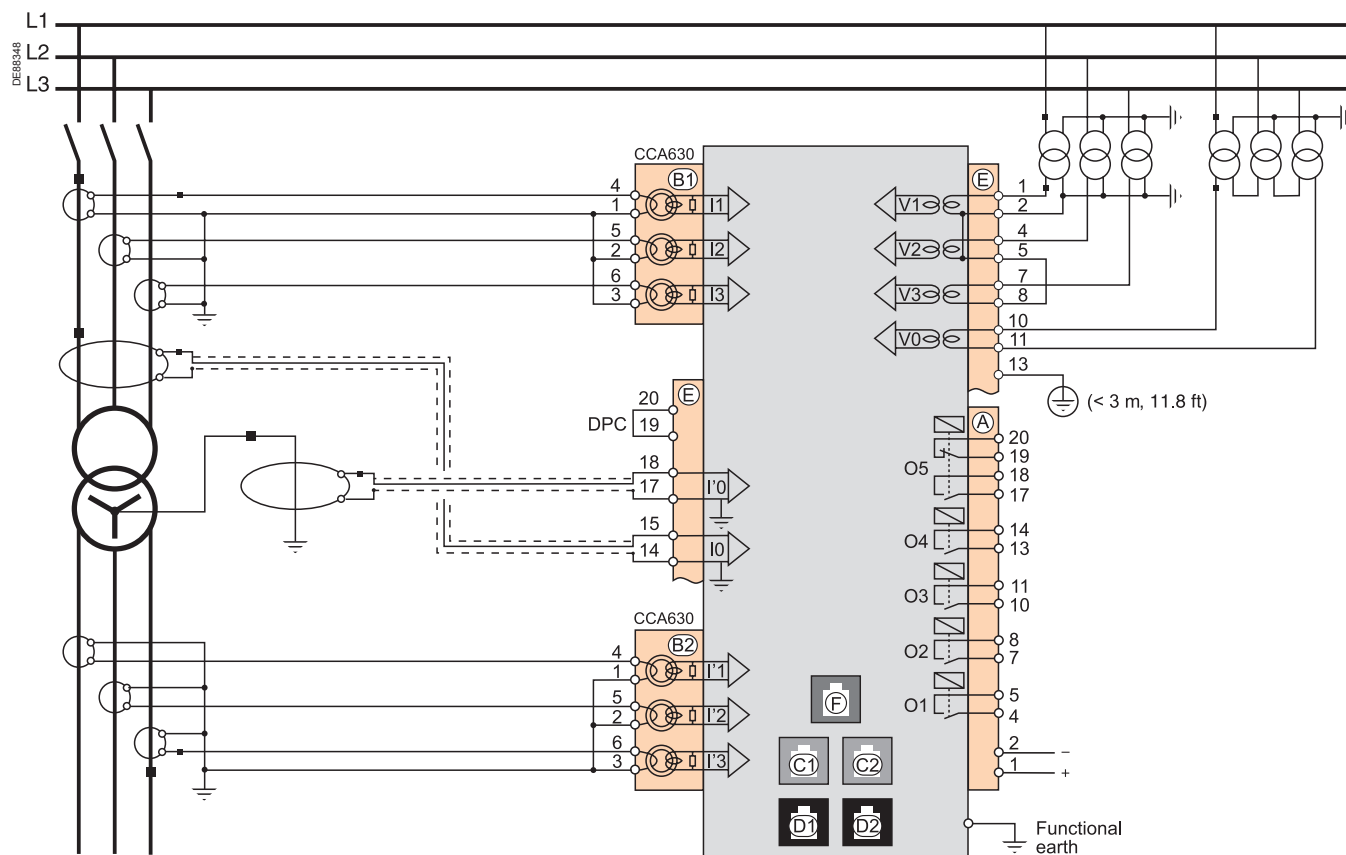 L1
DE88348
L2
L3
CCA630
B1
4
1
I1
5
2
I2
6
3
I3
E
V1
1
2
V2
4
5
V3
7
8
V0
10
11
13
(< 3 m, 11.8 ft)
E
20
DPC
19
18
17
I'0
15
14
I0
A
20
19
O5
18
17
14
O4
13
11
O3
10
8
O2
7
5
O1
4
2 –
1 +
CCA630
B2
4
1
I'1
5
2
I'2
6
3
I'3
F
C1
C2
D1
D2
Functional
earth